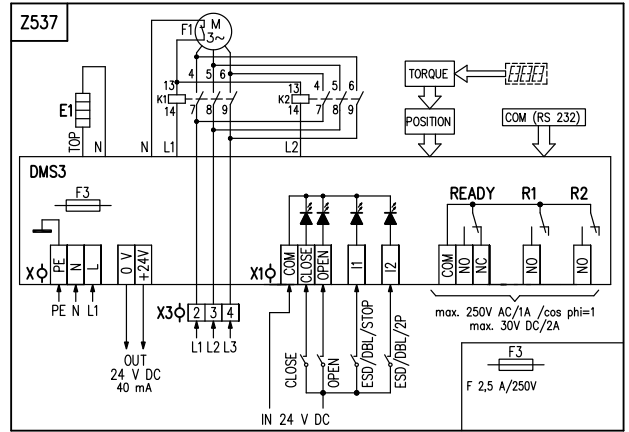 Z537
F1
M
3~
4 5 6
4 5 6
13
K1
14
7 8 9
13
K2
14
7 8 9
TORQUE
POSITION
COM (RS 232)
E1
TOP
N
N
L1
L2
DMS3
F3
READY R1 R2
X
PE
N
L
0 V
+24V
X1
COM
CLOSE
OPEN
I1
I2
COM
NO
NC
NO
NO
PE N L1
X3
2 3 4
L1 L2 L3
OUT
24 V DC
40 mA
CLOSE
OPEN
ESD/DBL/STOP
ESD/DBL/2P
IN 24 V DC
max. 250V AC/1A /cos phi=1
max. 30V DC/2A
F3
F 2,5 A/250V